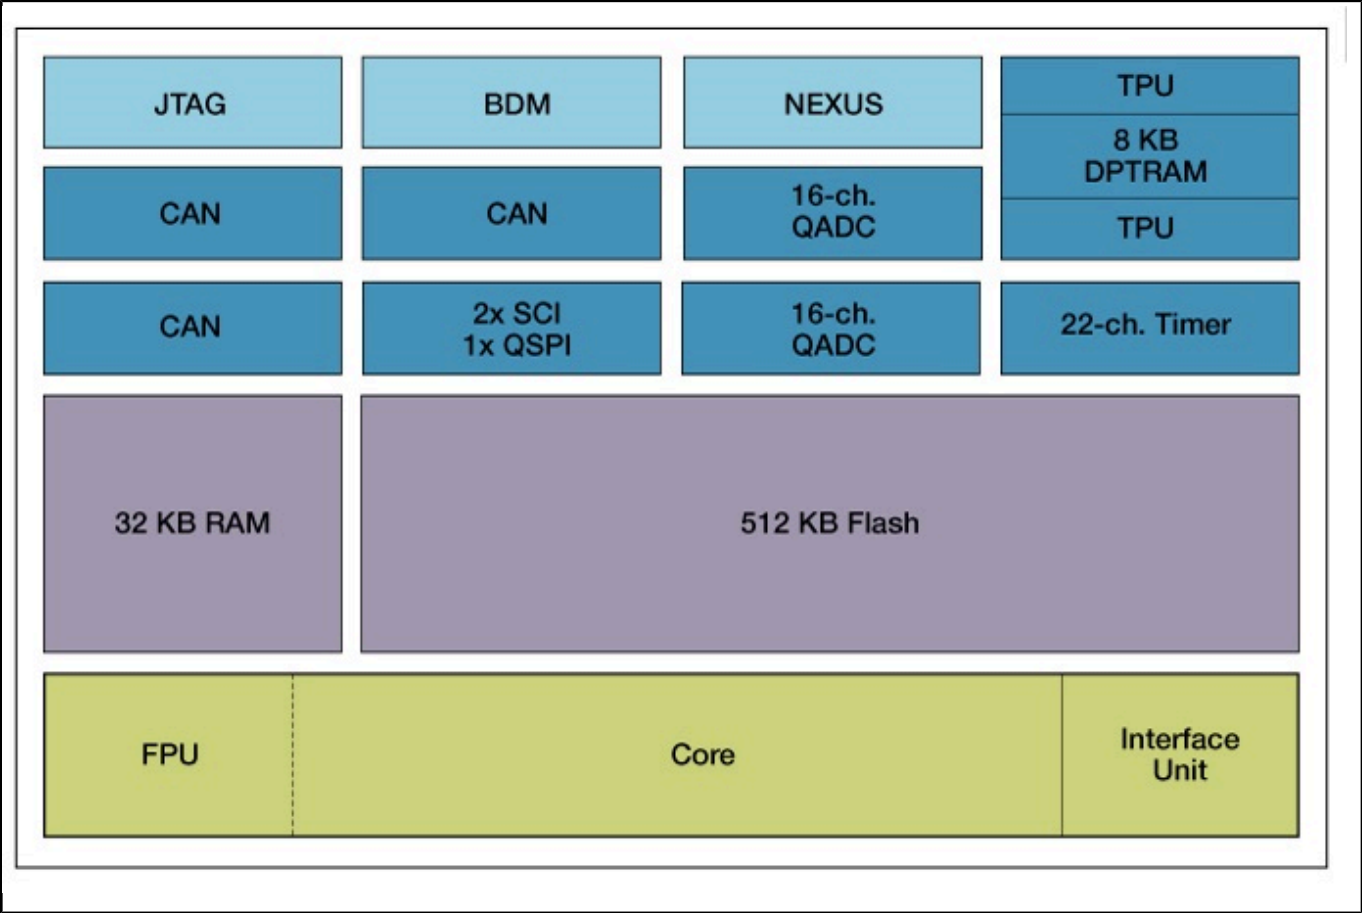 JTAG
BDM
NEXUS
TPU
8 KB
DPTRAM
TPU
CAN
CAN
16-ch.
QADC
CAN
2x SCI
1x QSPI
16-ch.
QADC
22-ch. Timer
32 KB RAM
512 KB Flash
FPU
Core
Interface
Unit